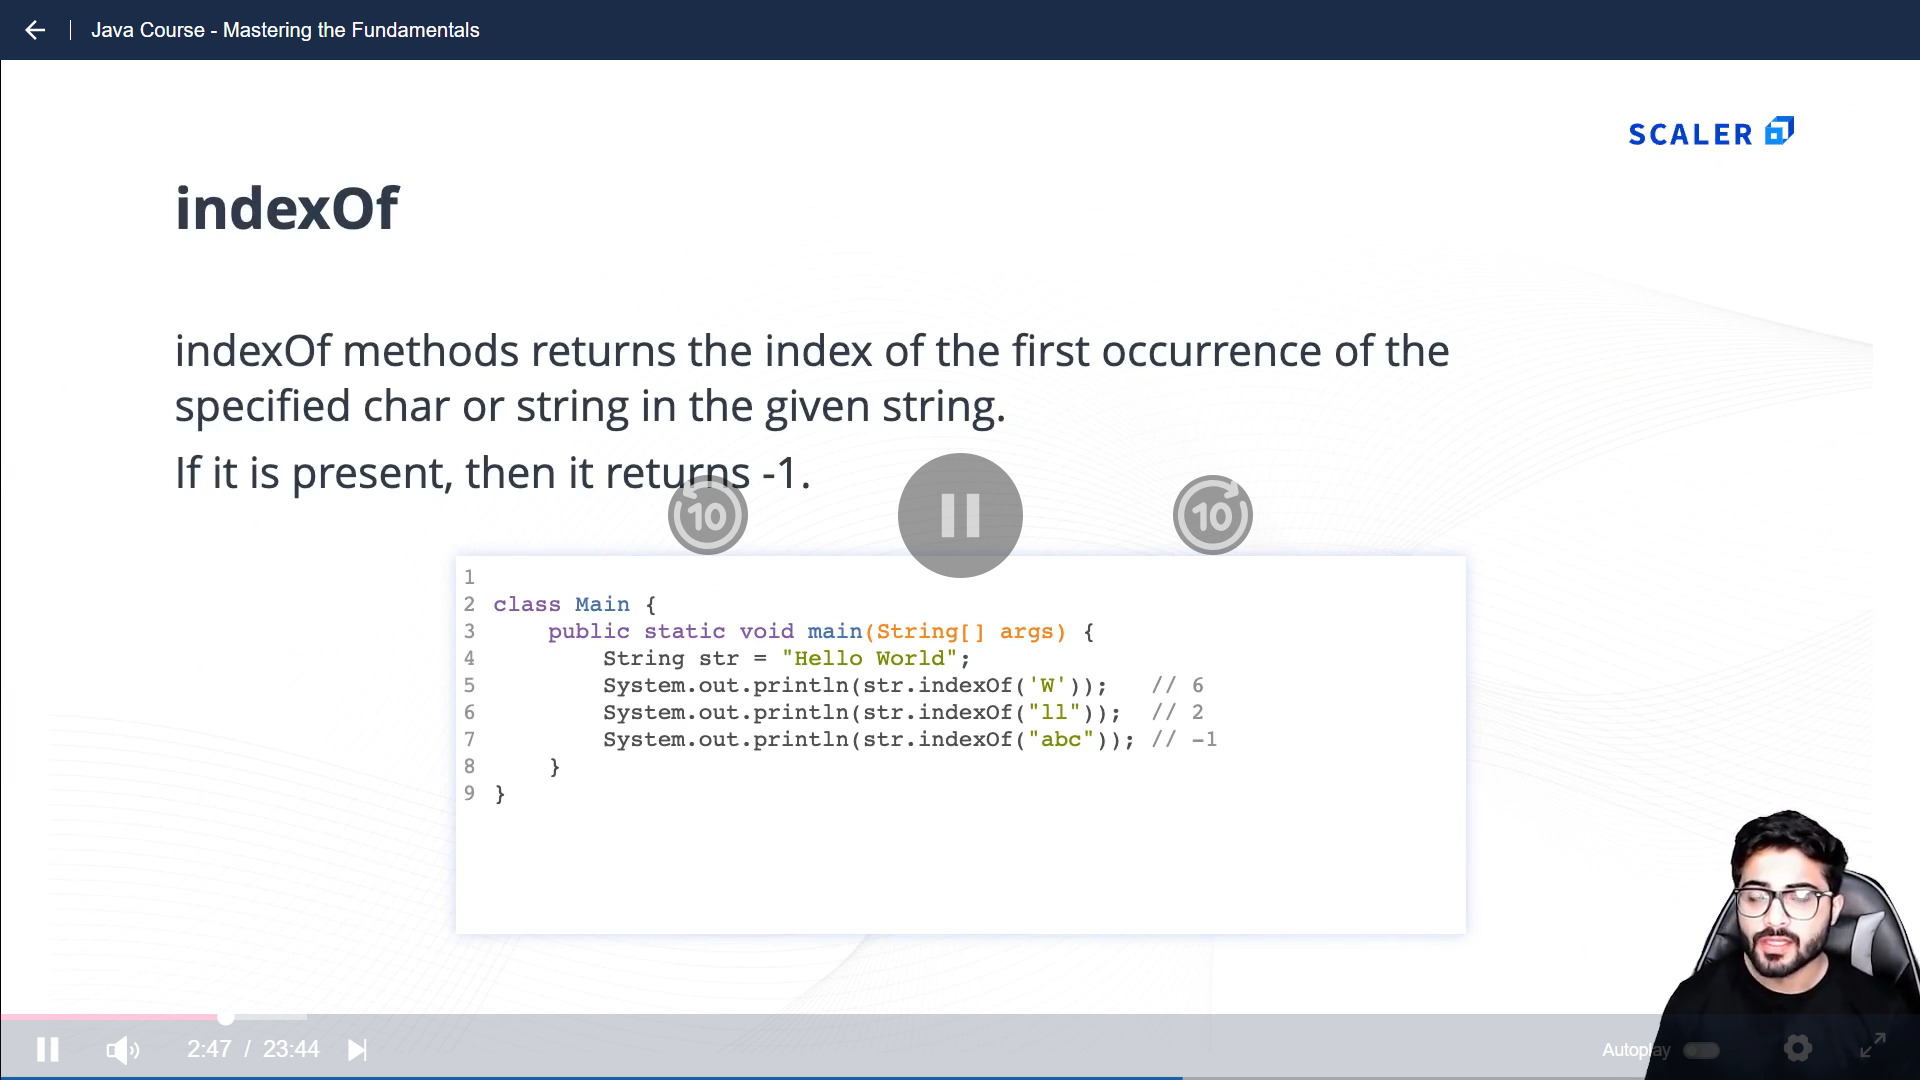 Java Course - Mastering the Fundamentals
SCALER
indexOf
indexOf methods returns the index of the first occurrence of the
specified char or string in the given string.
If it is present, then it returns -1.
10
10
1
2 class Main {
3 public static void main(String[] args) {
4 String str = "Hello World";
5 System.out.println(str.indexOf('W')); // 6
6 System.out.println(str.indexOf("ll")); // 2
7 System.out.println(str.indexOf("abc")); // -1
8 }
9 }
2:47 / 23:44
Autoplay